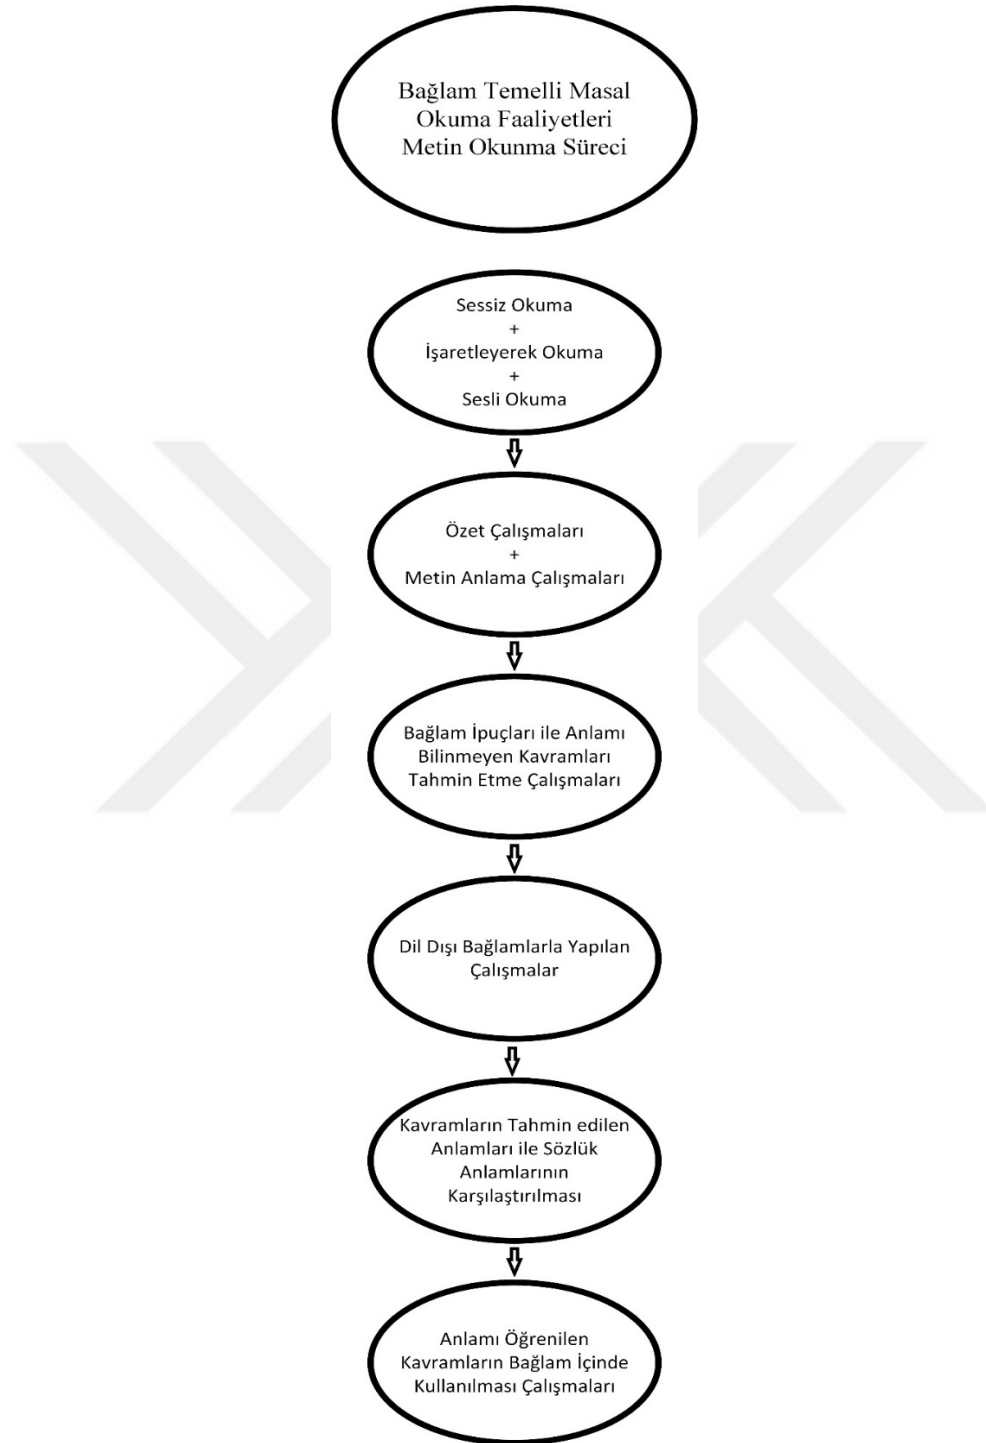 Bağlam Temelli Masal
Okuma Faaliyetleri
Metin Okunma Süreci
Sessiz Okuma
+
İşaretleyerek Okuma
+
Sesli Okuma
Özet Çalışmaları
+
Metin Anlama Çalışmaları
Bağlam İpuçları ile Anlamı
Bilinmeyen Kavramları
Tahmin Etme Çalışmaları
Dil Dışı Bağlamlarla Yapılan
Çalışmalar
Kavramların Tahmin edilen
Anlamları ile Sözlük
Anlamlarının
Karşılaştırılması
Anlamı Öğrenilen
Kavramların Bağlam İçinde
Kullanılması Çalışmaları